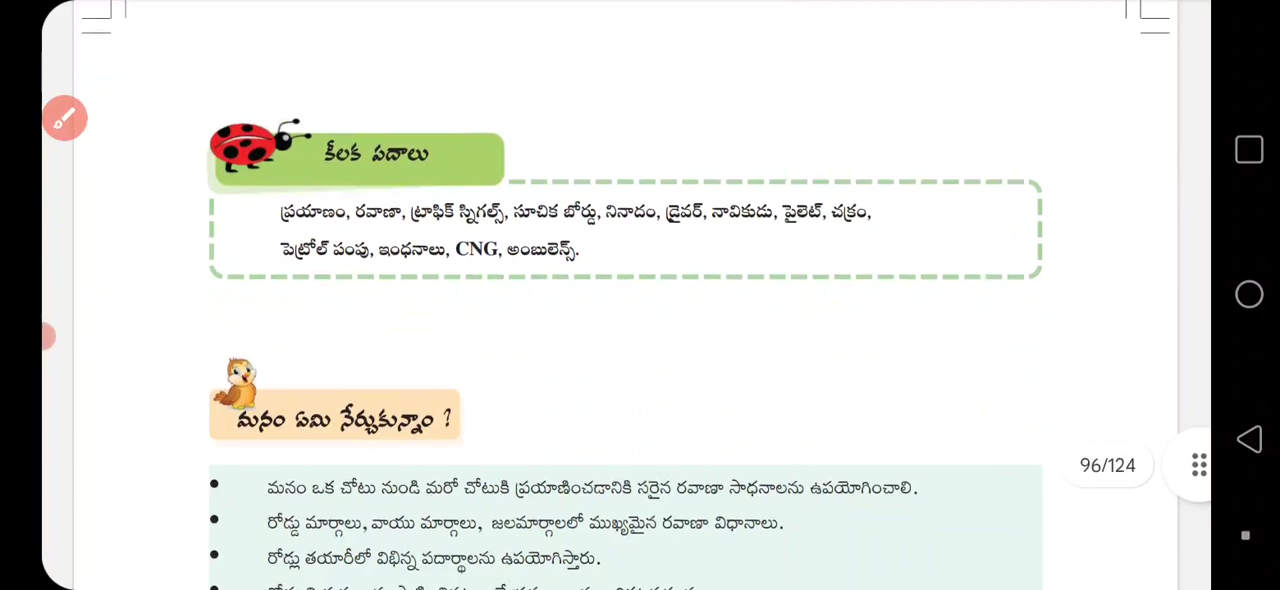 కీలక పదాలు
ప్రయాణం, రవాణా, ట్రాఫిక్ స్నిగల్స్, సూచిక బోర్డు, నినాదం, డ్రైవర్, నావికుడు, పైలెట్, చక్రం,
పెట్రోల్ పంపు, ఇంధనాలు, CNG, అంబులెన్స్.
మనం ఏమి నేర్చుకున్నాం ?
96/124
మనం ఒక చోటు నుండి మరో చోటుకి ప్రయాణించడానికి సరైన రవాణా సాధనాలను ఉపయోగించాలి.
రోడ్డు మార్గాలు, వాయు మార్గాలు, జలమార్గాలలో ముఖ్యమైన రవాణా విధానాలు.
రోడ్లు తయారీలో విభిన్న పదార్థాలను ఉపయోగిస్తారు.